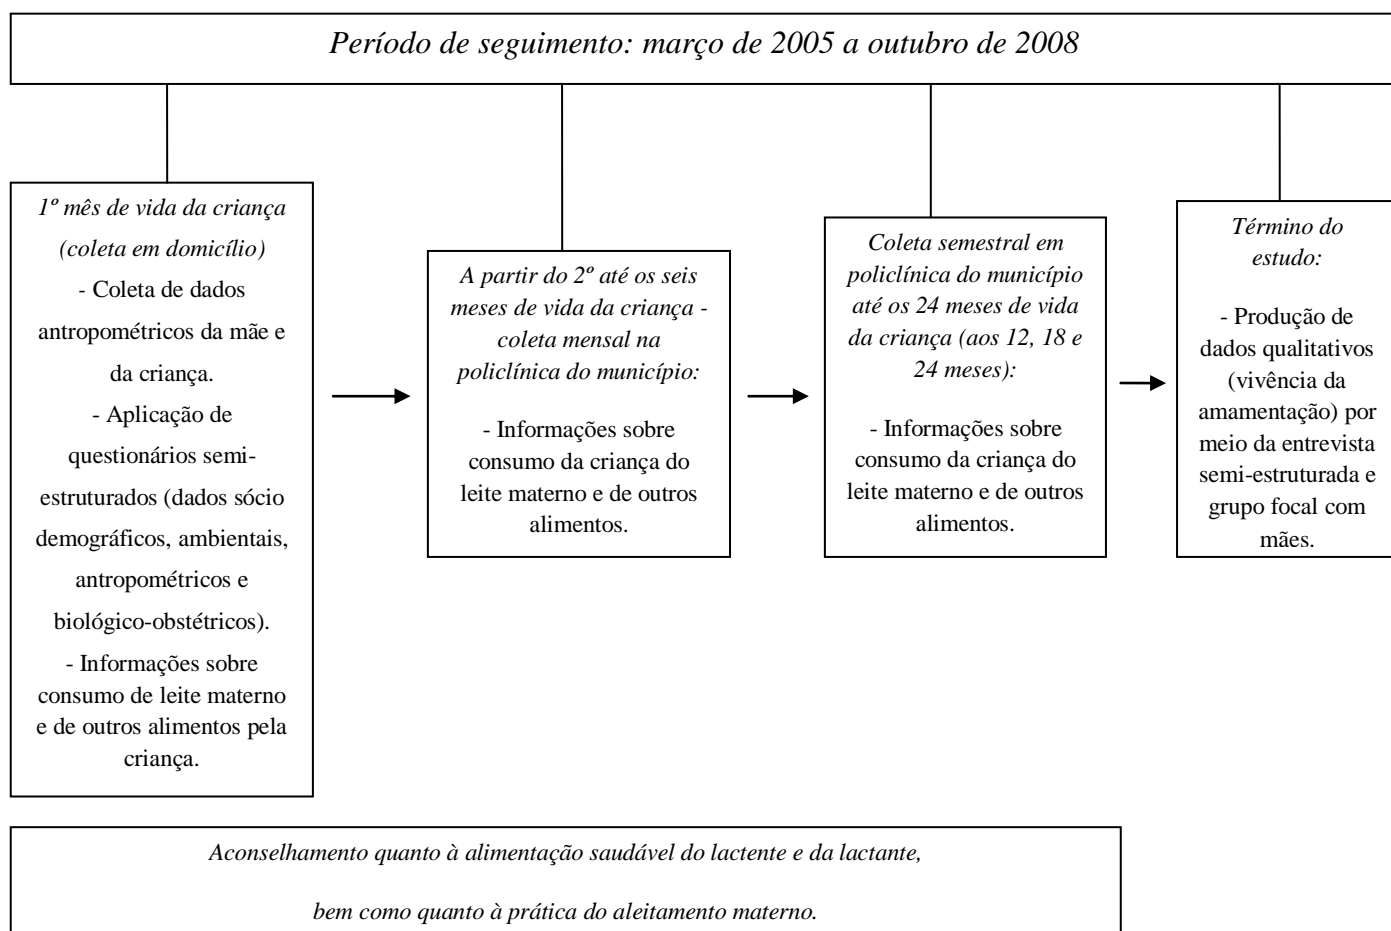 Período de seguimento: março de 2005 a outubro de 2008
1º mês de vida da criança
(coleta em domicílio)
- Coleta de dados
antropométricos da mãe e
da criança.
- Aplicação de
questionários semi-
estruturados (dados sócio
demográficos, ambientais,
antropométricos e
biológico-obstétricos).
- Informações sobre
consumo de leite materno
e de outros alimentos pela
criança.
A partir do 2º até os seis
meses de vida da criança -
coleta mensal na
policlínica do município:
- Informações sobre
consumo da criança do
leite materno e de outros
alimentos.
Coleta semestral em
policlínica do município
até os 24 meses de vida
da criança (aos 12, 18 e
24 meses):
- Informações sobre
consumo da criança do
leite materno e de outros
alimentos.
Término do
estudo:
- Produção de
dados qualitativos
(vivência da
amamentação) por
meio da entrevista
semi-estruturada e
grupo focal com
mães.
Aconselhamento quanto à alimentação saudável do lactente e da lactante,
bem como quanto à prática do aleitamento materno.